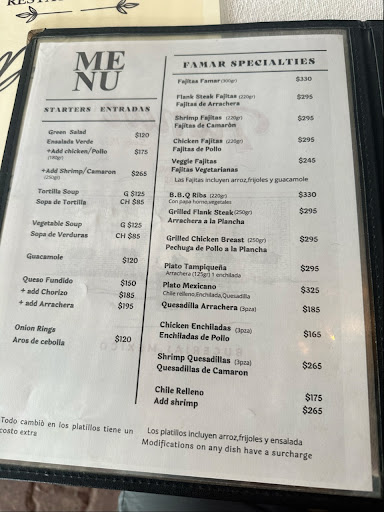 RESTA
ME
NU
STARTERS ENTRADAS
Green Salad $120
Ensalada Verde
+Add chicken/Pollo $175
(190gr)
+Add Shrimp/Camaron $265
(250gr)
Tortilla Soup G $125
Sopa de Tortilla CH $85
Vegetable Soup G $125
Sopa de Verduras CH $85
Guacamole $120
Queso Fundido $150
+ add Chorizo $185
+ add Arrachera $195
Onion Rings $120
Aros de cebolla
Todo cambiò en los platillos tiene un
costo extra
FAMAR SPECIALTIES
Fajitas Famar(300gr) $330
Flank Steak Fajitas (220gr) $295
Fajitas de Arrachera
Shrimp Fajitas (220gr) $295
Fajitas de Camaròn
Chicken Fajitas (220gr) $295
Fajitas de Pollo
Veggie Fajitas $245
Fajitas Vegetarianas
Las Fajitas incluyen arroz,frijoles y guacamole
B.B.Q Ribs (220gr) $330
Con papa horno,vegetales
Grilled Flank Steak(250gr) $295
Arrachera a la Plancha
Grilled Chicken Breast (250gr) $295
Pechuga de Pollo a la Plancha
Plato Tampiqueña $295
Arrachera (125gr) 1 enchilada
Plato Mexicano $325
Chile relleno,Enchilada,Quesadilla
Quesadilla Arrachera (3pza) $185
Chicken Enchiladas (3pza) $165
Enchiladas de Pollo
Shrimp Quesadillas (3pza) $265
Quesadillas de Camaron
Chile Relleno $175
Add shrimp $265
Los platillos incluyen arroz,frijoles y ensalada
Modifications on any dish have a surcharge